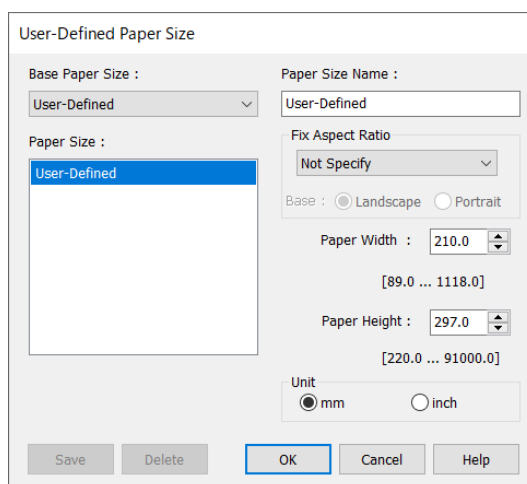 User-Defined Paper Size
Base Paper Size :
User-Defined
Paper Size :
User-Defined
Paper Size Name :
User-Defined
Fix Aspect Ratio
Not Specify
Base : Landscape Portrait
Paper Width : 210.0
[89.0 ... 1118.0]
Paper Height : 297.0
[220.0 ... 91000.0]
Unit
mm inch
Save Delete OK Cancel Help